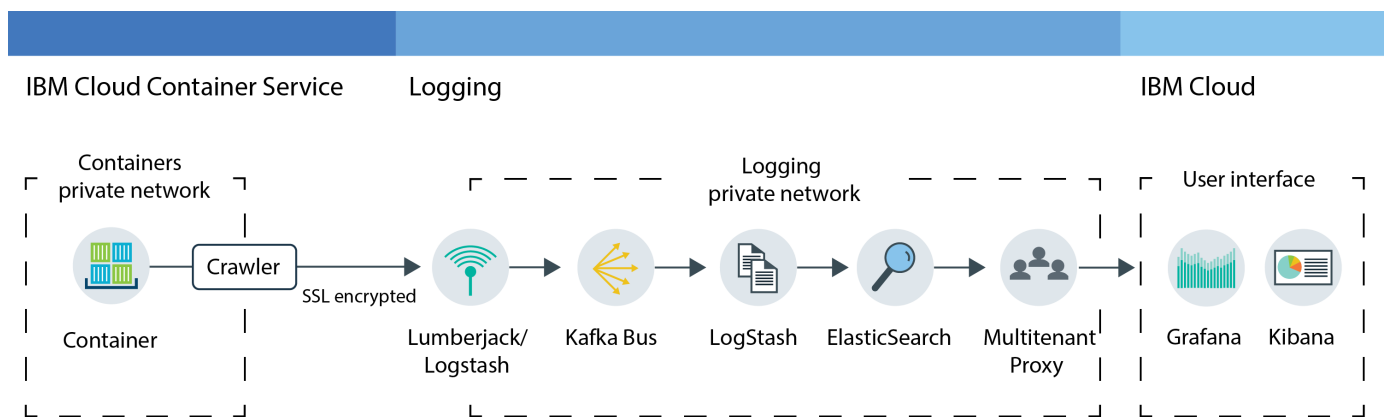 IBM Cloud Container Service
Logging
IBM Cloud
Containers
private network
Logging
private network
User interface
Crawler
SSL encrypted
Container
Lumberjack/
Logstash
Kafka Bus
LogStash
ElasticSearch
Multitenant
Proxy
Grafana
Kibana